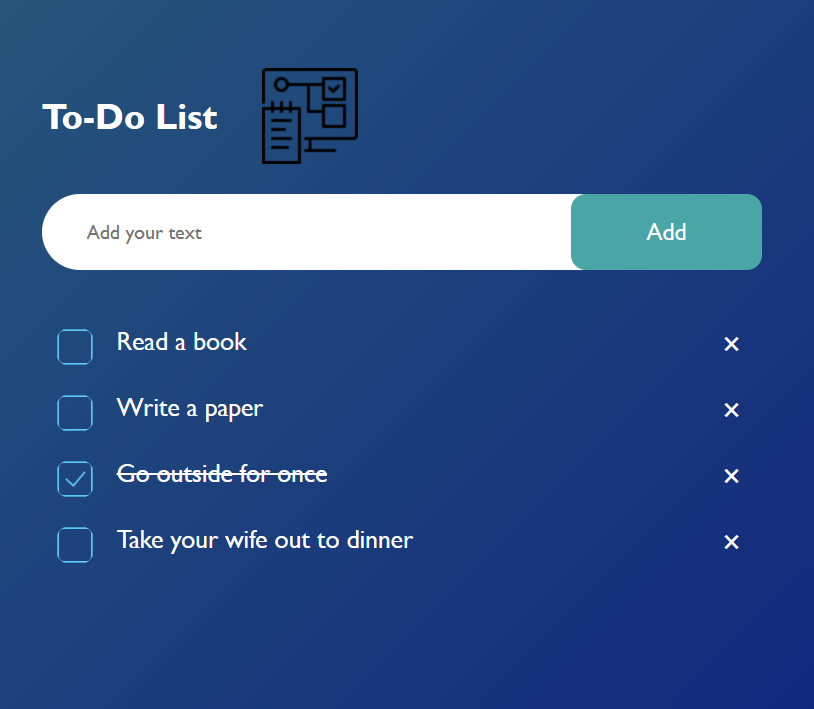 To-Do List
Add your text
Add
Read a book
Write a paper
Go outside for once
Take your wife out to dinner